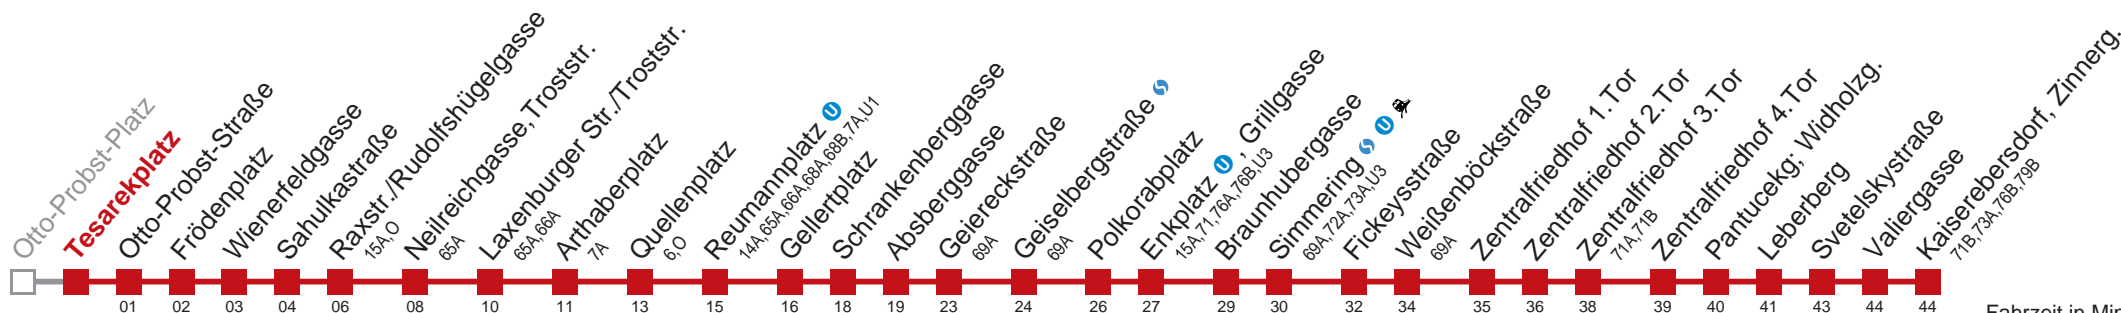 Otto-Probst-Platz
Tesarekplatz
Otto-Probst-Straße
Frödenplatz
Wienerfeldgasse
Sahulkastraße
Raxstr./Rudolfshügelgasse
15A,O
Neilreichgasse, Troststr.
65A
Laxenburger Str./Troststr.
65A,66A
Arthaberplatz
7A
Quellenplatz
6,O
Reumannplatz U
14A,65A,66A,68A,68B,7A,U1
Gellertplatz
Schrankenberggasse
Absberggasse
Geiereckstraße
69A
Geiselbergstraße S
69A
Polkorabplatz
Enkplatz U , Grillgasse
15A,71,76A,76B,U3
Braunhubergasse
Simmering S U
69A,72A,73A,U3
Fickeysstraße
Weißenböckstraße
69A
Zentralfriedhof 1.Tor
Zentralfriedhof 2.Tor
Zentralfriedhof 3.Tor
71A,71B
Zentralfriedhof 4.Tor
Pantucekg; Widholzg.
Leberberg
Svetelskystraße
Valiergasse
Kaiserebersdorf, Zinnerg.
71B,73A,76B,79B
01 02 03 04 06 08 10 11 13 15 16 18 19 23 24 26 27 29 30 32 34 35 36 38 39 40 41 43 44 44
Fahrzeit in Min